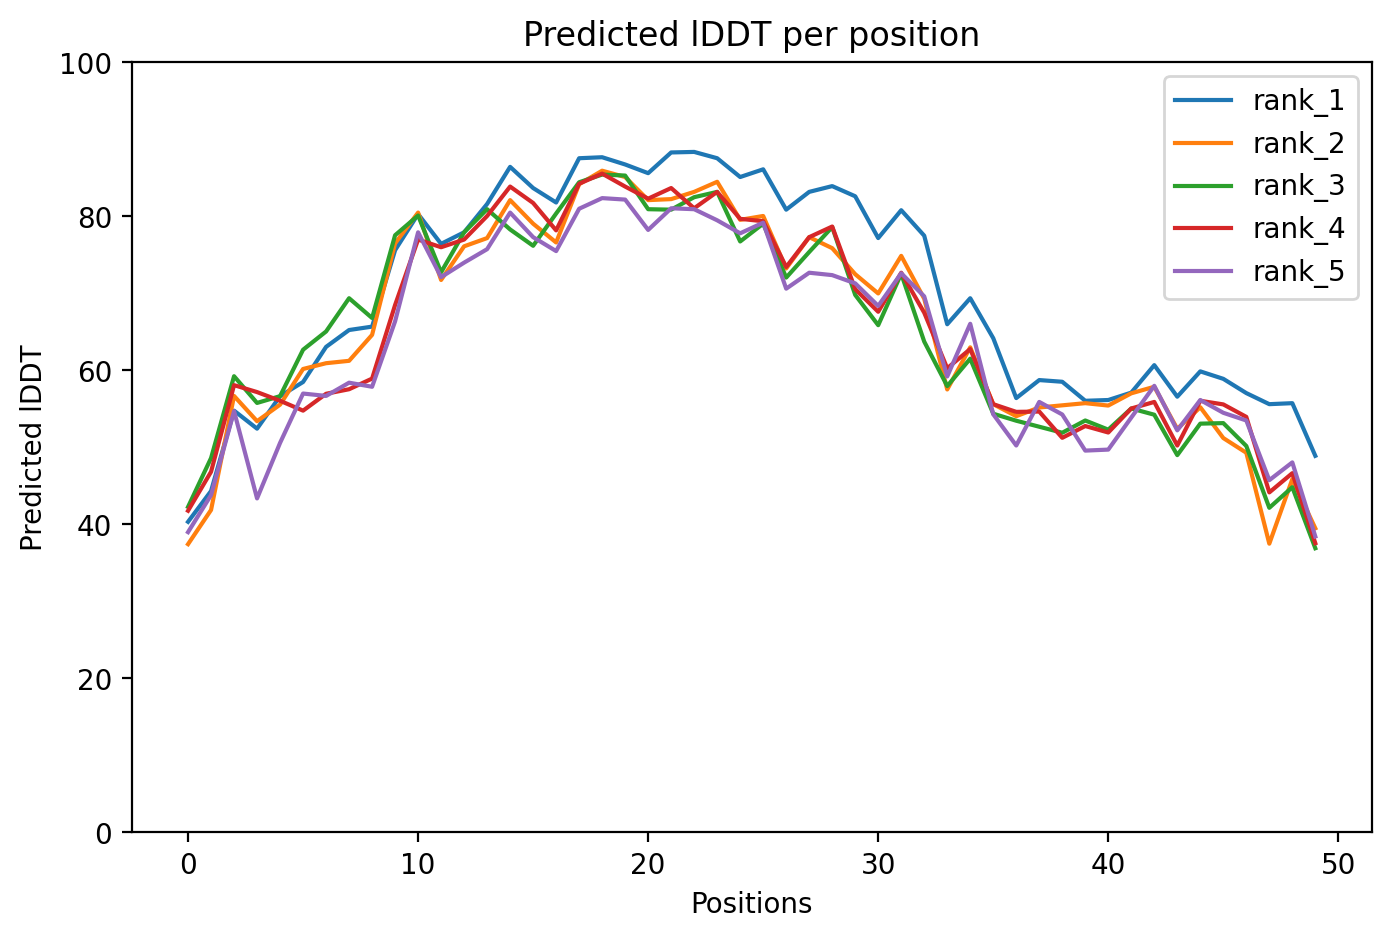 Predicted lDDT per position
100
80
60
40
20
0
Predicted lDDT
0 10 20 30 40 50
Positions
rank_1
rank_2
rank_3
rank_4
rank_5